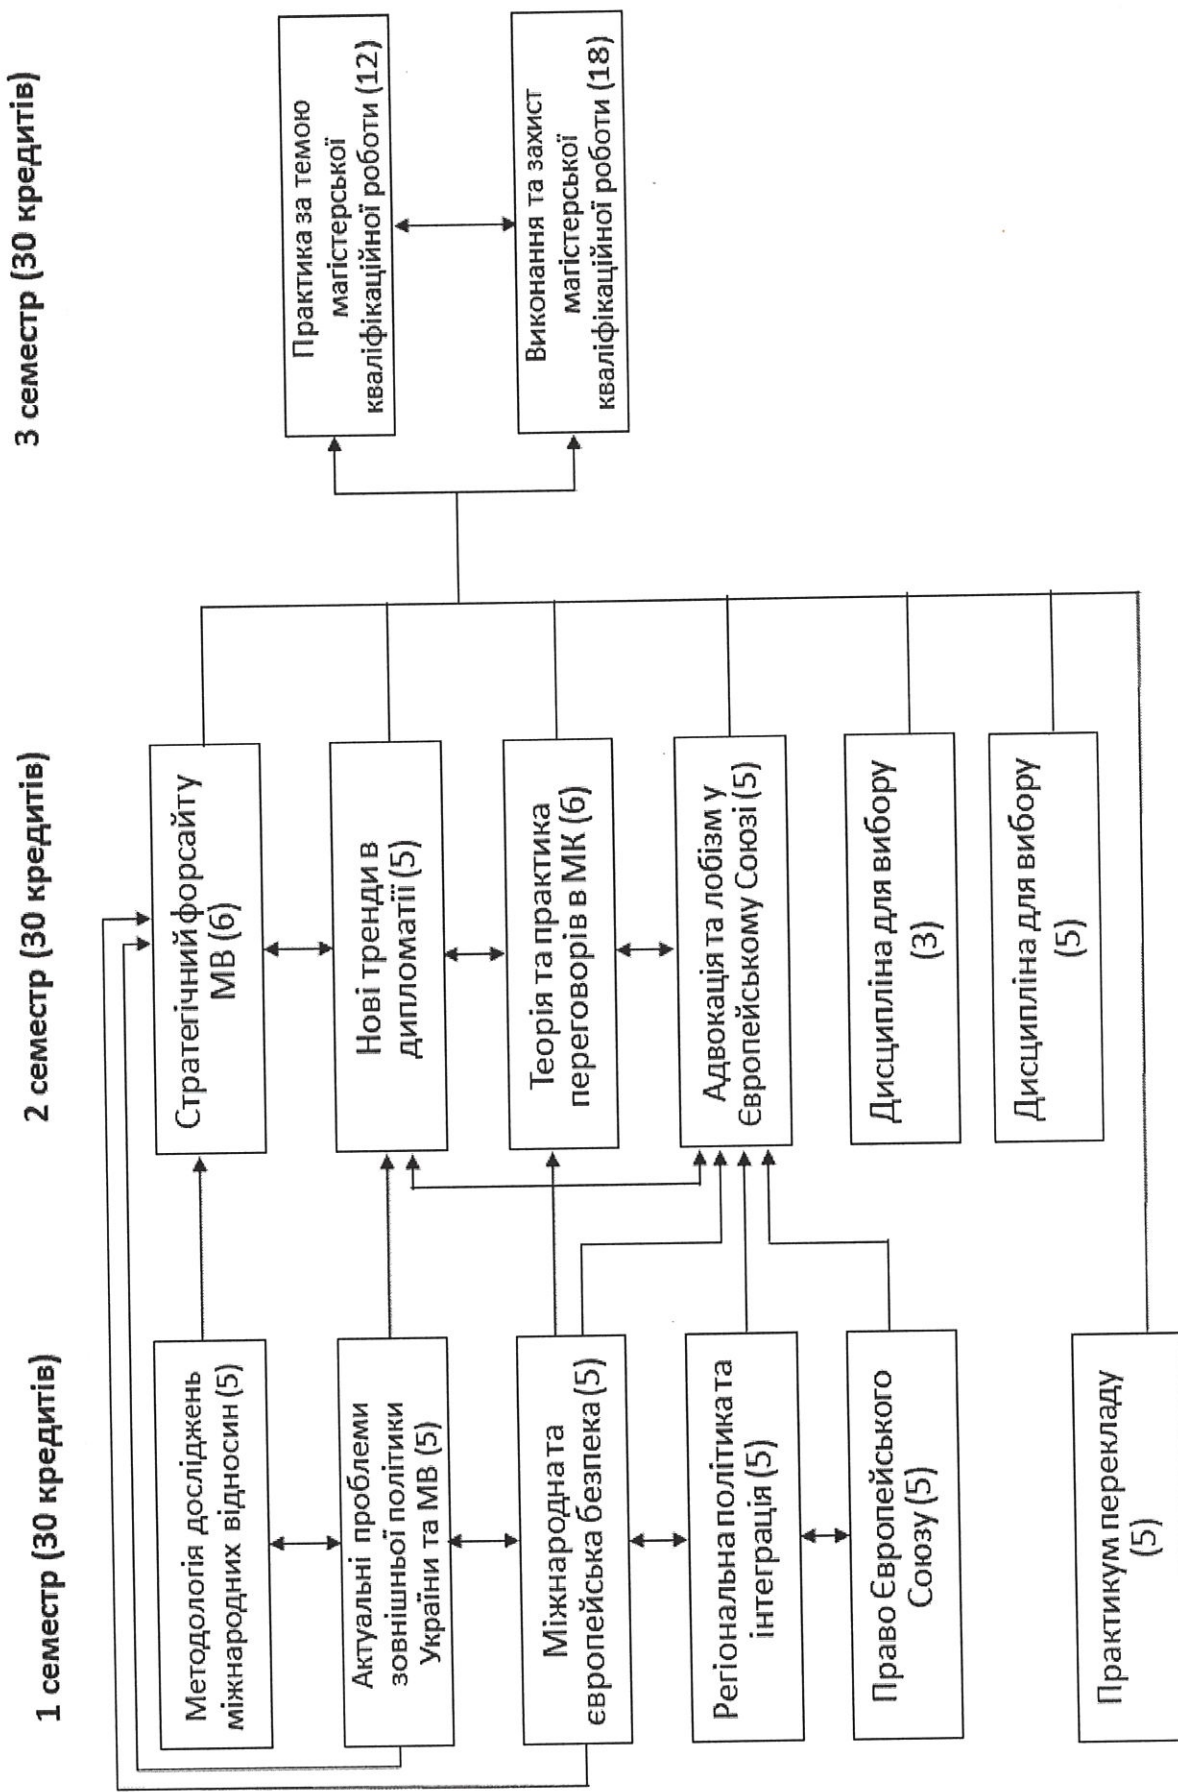 1 семестр (30 кредитів)
Методологія досліджень
міжнародних відносин (5)
Актуальні проблеми
зовнішньої політики
України та МВ (5)
Міжнародна та
європейська безпека (5)
Регіональна політика та
інтеграція (5)
Право Європейського
Союзу (5)
Практикум перекладу
(5)
2 семестр (30 кредитів)
Стратегічний форсайту
МВ (6)
Нові тренди в
дипломатії (5)
Теорія та практика
переговорів в МК (6)
Адвокація та лобізм у
Європейському Союзі (5)
Дисципліна для вибору
(3)
Дисципліна для вибору
(5)
3 семестр (30 кредитів)
Практика за темою
магістерської
кваліфікаційної роботи (12)
Виконання та захист
магістерської
кваліфікаційної роботи (18)